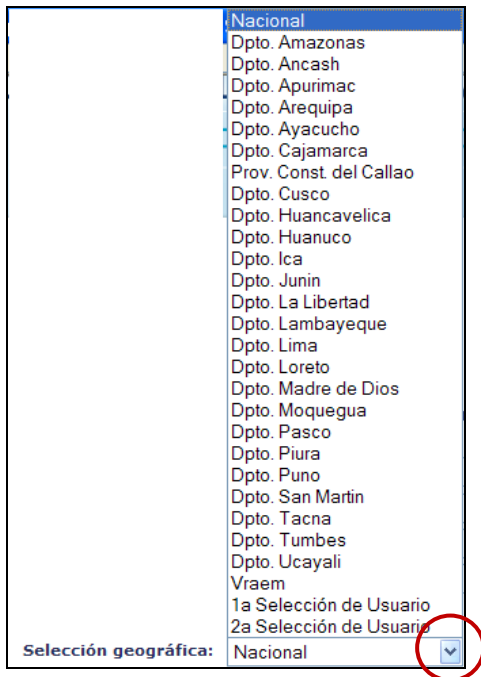 Nacional
Dpto. Amazonas
Dpto. Ancash
Dpto. Apurimac
Dpto. Arequipa
Dpto. Ayacucho
Dpto. Cajamarca
Prov. Const. del Callao
Dpto. Cusco
Dpto. Huancavelica
Dpto. Huanuco
Dpto. Ica
Dpto. Junin
Dpto. La Libertad
Dpto. Lambayeque
Dpto. Lima
Dpto. Loreto
Dpto. Madre de Dios
Dpto. Moquegua
Dpto. Pasco
Dpto. Piura
Dpto. Puno
Dpto. San Martin
Dpto. Tacna
Dpto. Tumbes
Dpto. Ucayali
Vraem
1a Selección de Usuario
2a Selección de Usuario
Selección geográfica: Nacional